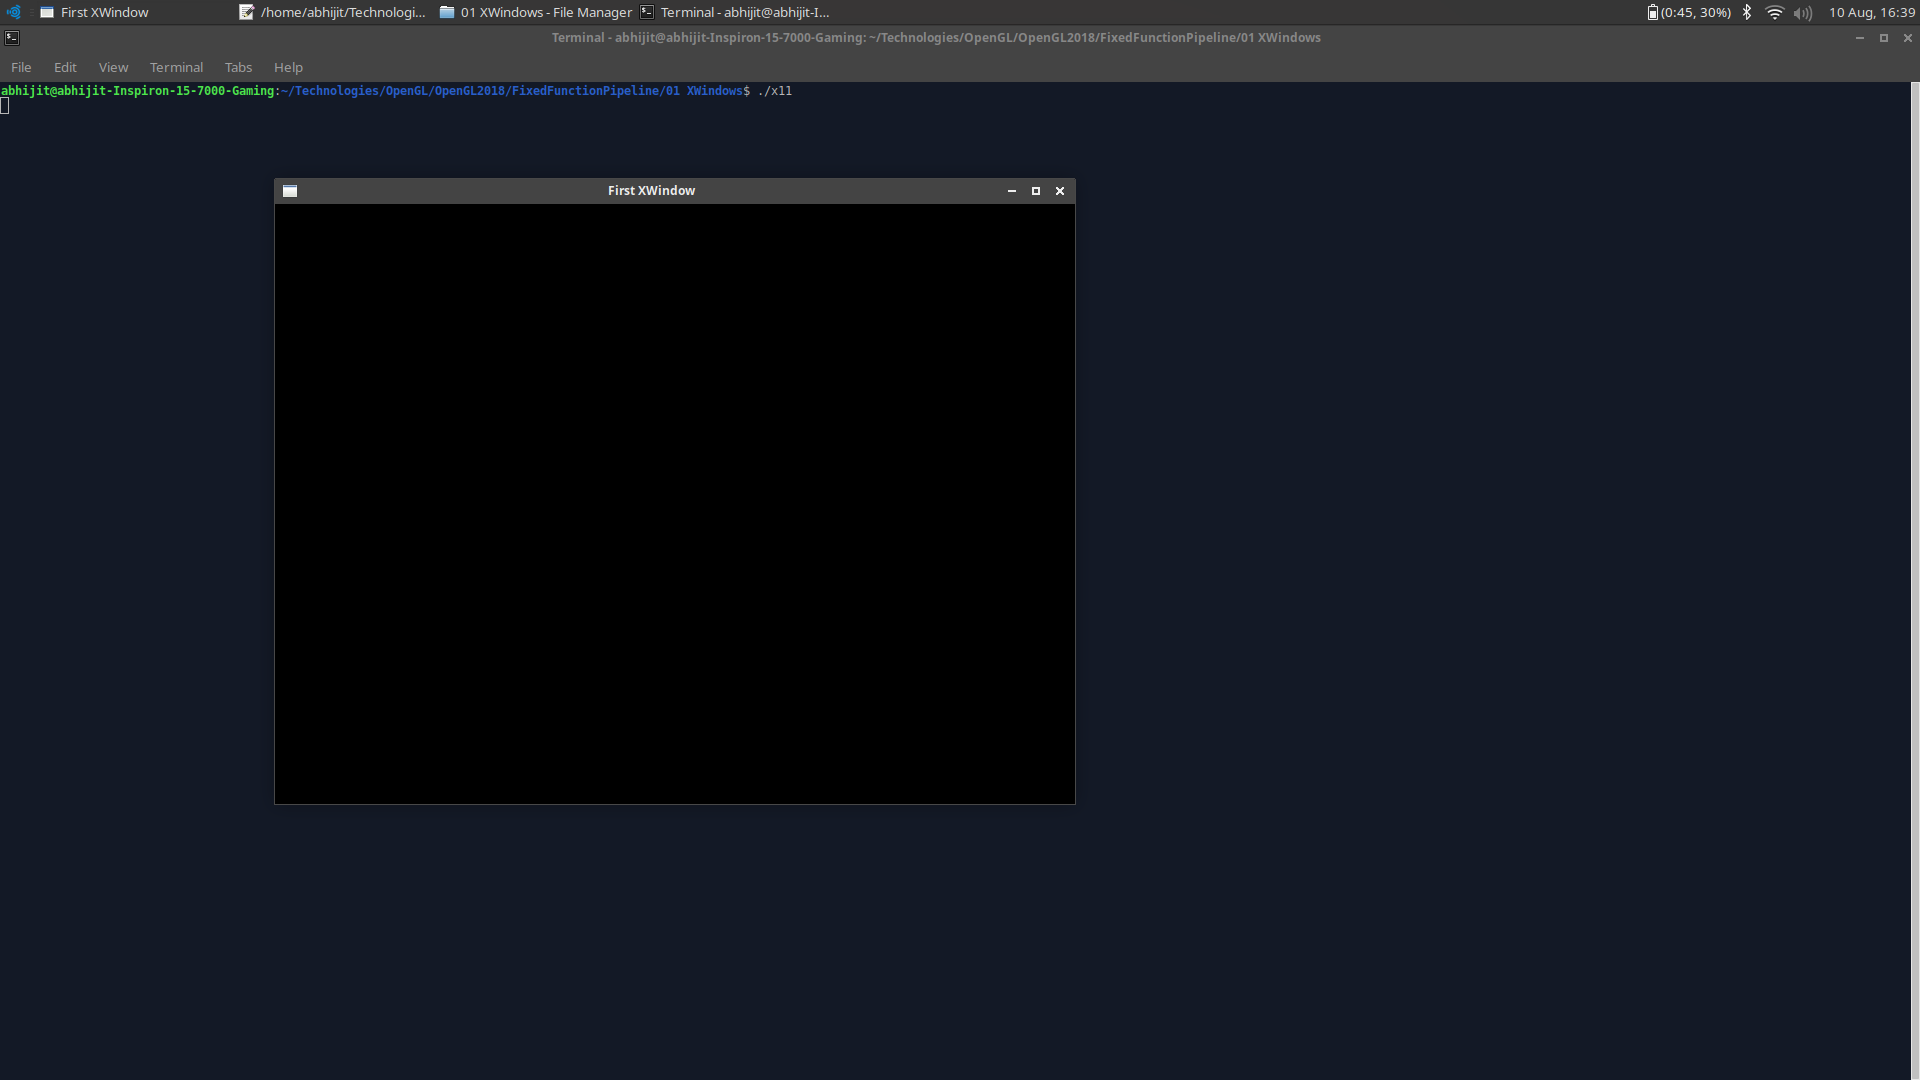 First XWindow /home/abhijit/Technologi... 01 XWindows - File Manager Terminal - abhijit@abhijit-I... (0:45, 30%) 10 Aug, 16:39
Terminal - abhijit@abhijit-Inspiron-15-7000-Gaming: ~/Technologies/OpenGL/OpenGL2018/FixedFunctionPipeline/01 XWindows
File Edit View Terminal Tabs Help
abhijit@abhijit-Inspiron-15-7000-Gaming:~/Technologies/OpenGL/OpenGL2018/FixedFunctionPipeline/01 XWindows$ ./x11
First XWindow